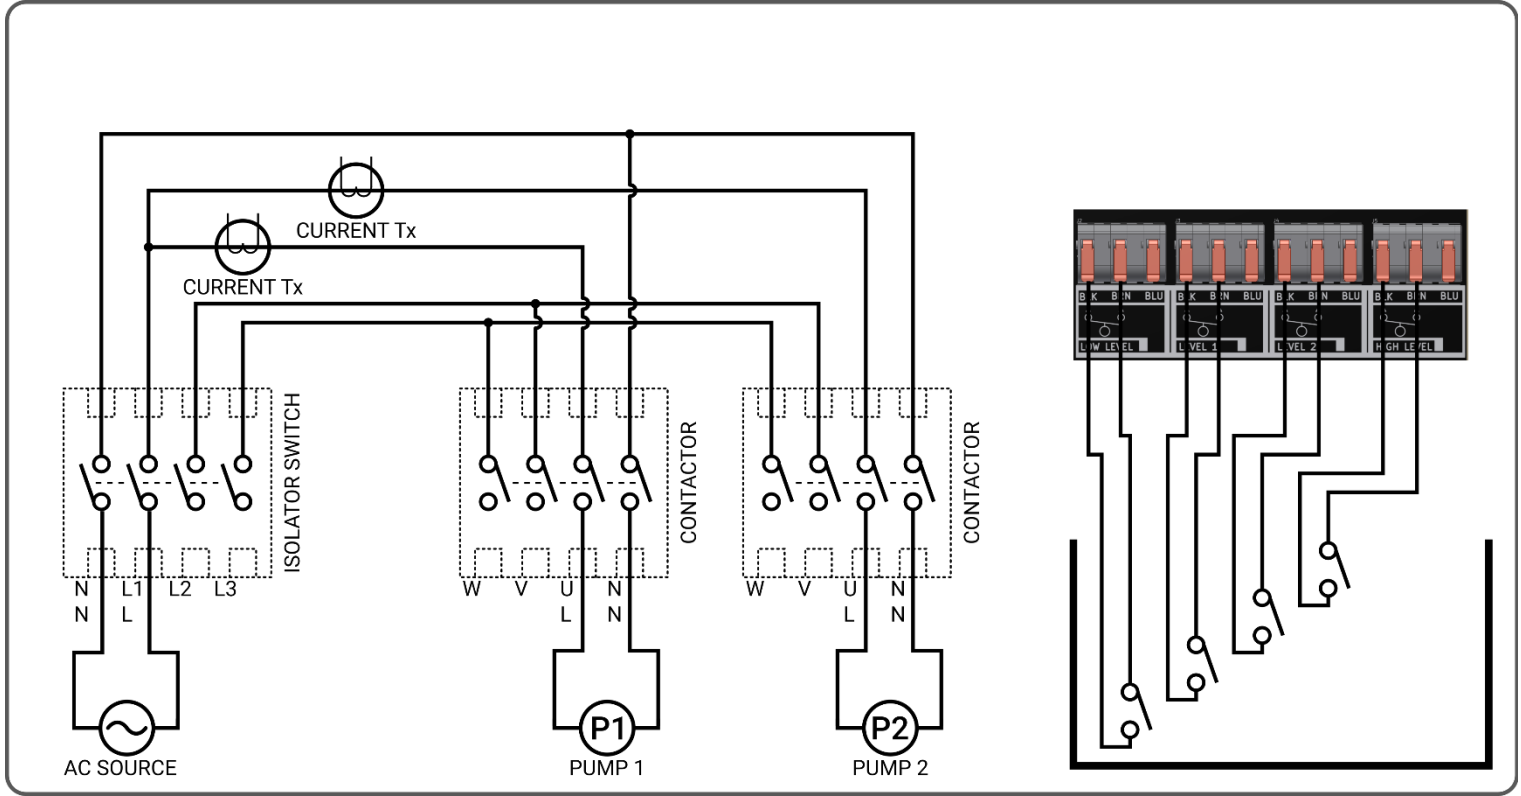 CURRENT Tx
CURRENT Tx
ISOLATOR SWITCH
CONTACTOR
CONTACTOR
BLK BRN BLU
BLK BRN BLU
BLK BRN BLU
BLK BRN BLU
LOW LEVEL
LEVEL 1
LEVEL 2
HIGH LEVEL
N L1 L2 L3
N L
W V U N
L N
W V U N
L N
P1
P2
AC SOURCE
PUMP 1
PUMP 2